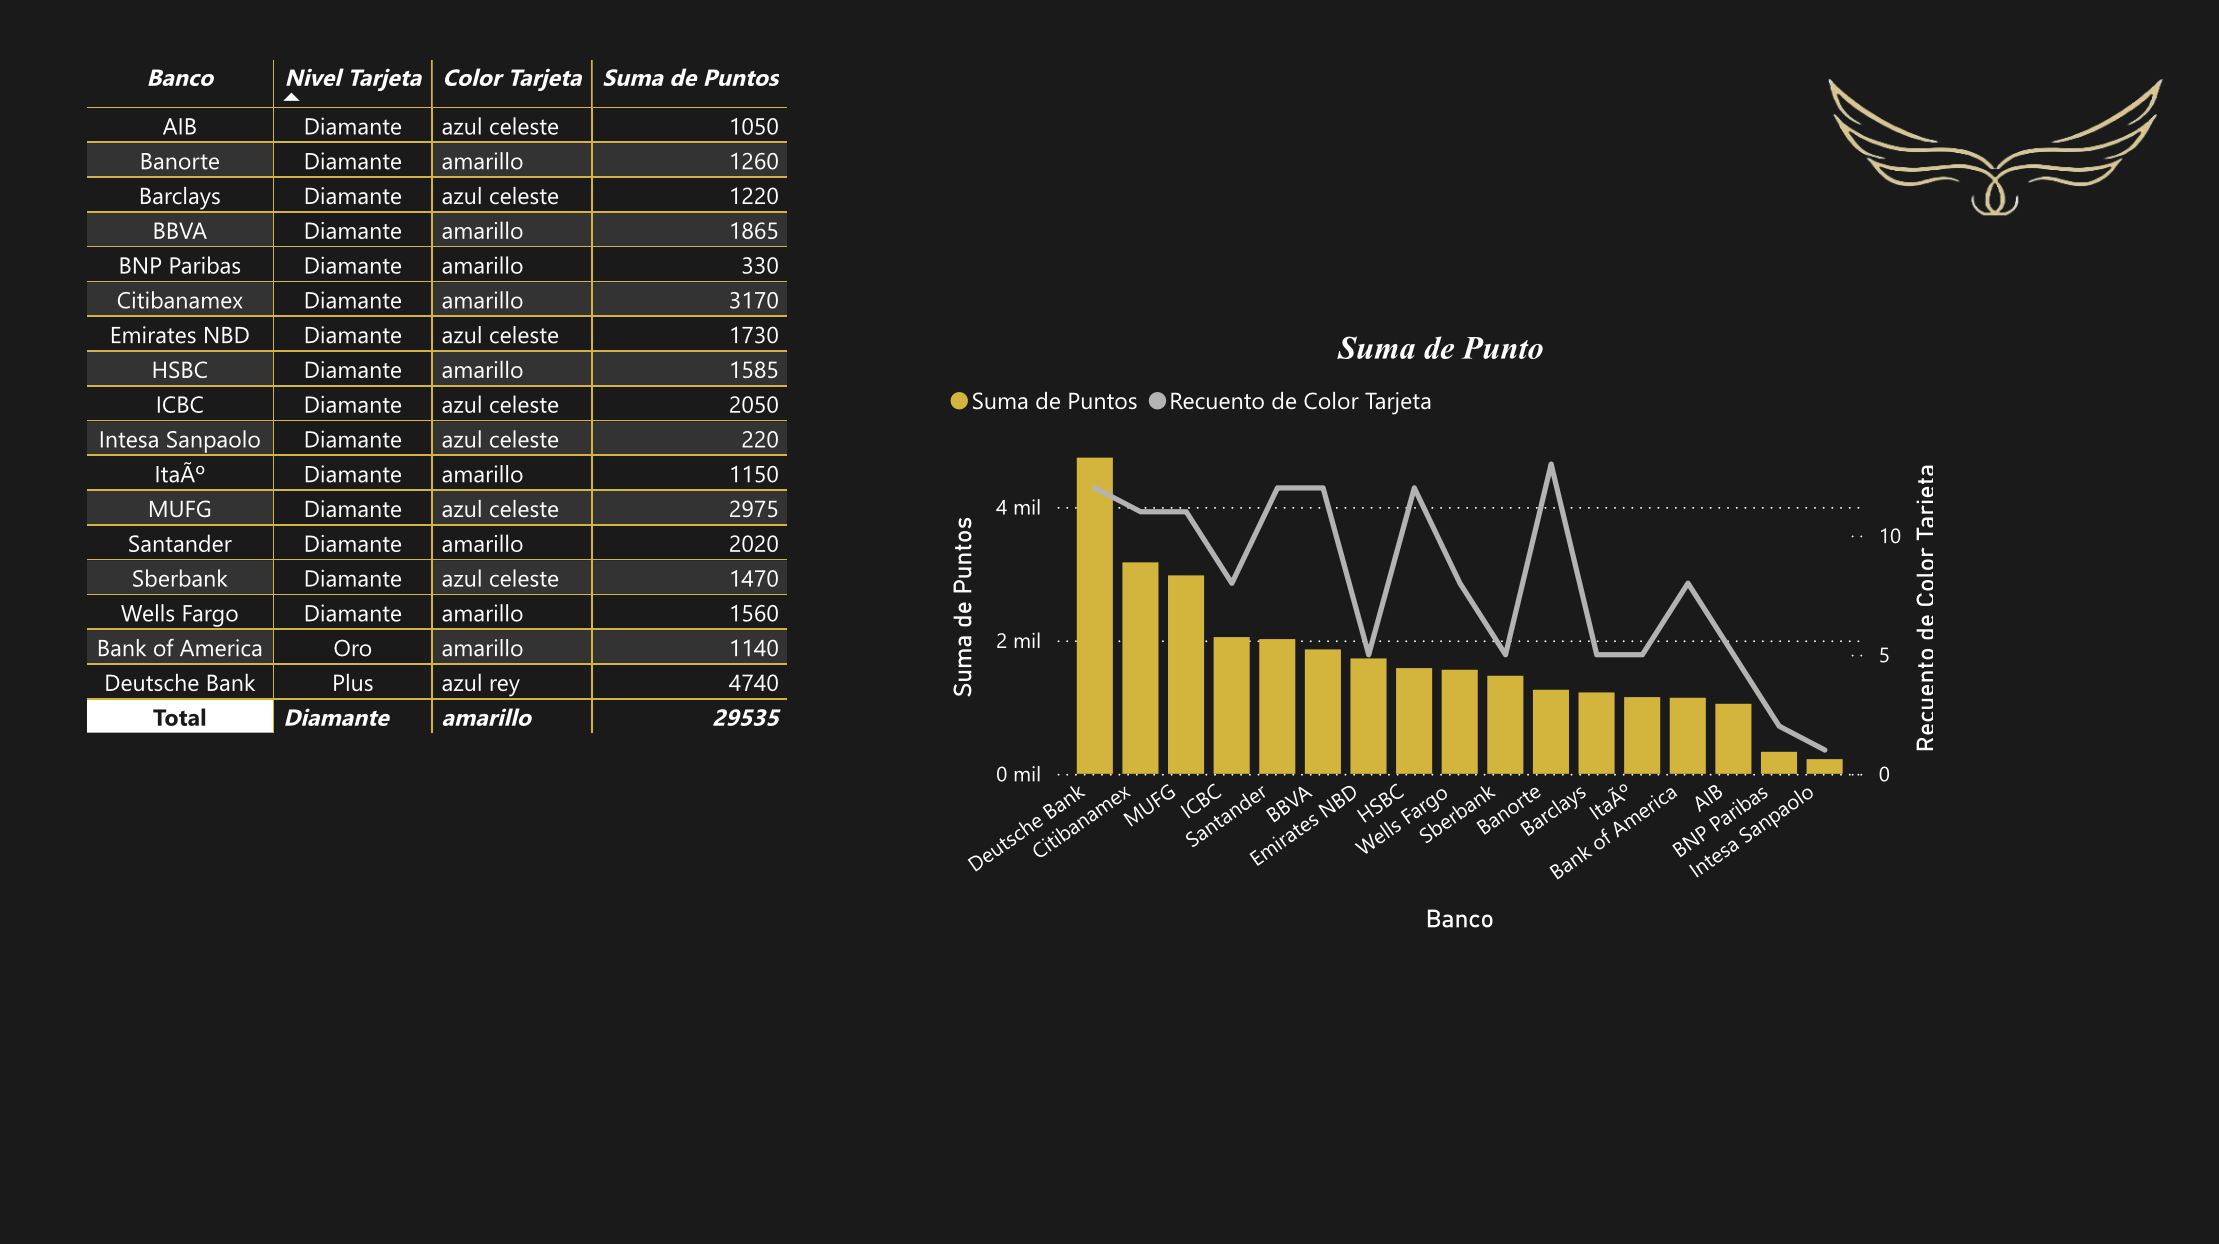 Banco Nivel Tarjeta Color Tarjeta Suma de Puntos
AIB Diamante azul celeste 1050
Banorte Diamante amarillo 1260
Barclays Diamante azul celeste 1220
BBVA Diamante amarillo 1865
BNP Paribas Diamante amarillo 330
Citibanamex Diamante amarillo 3170
Emirates NBD Diamante azul celeste 1730
HSBC Diamante amarillo 1585
ICBC Diamante azul celeste 2050
Intesa Sanpaolo Diamante azul celeste 220
ItaÃº Diamante amarillo 1150
MUFG Diamante azul celeste 2975
Santander Diamante amarillo 2020
Sberbank Diamante azul celeste 1470
Wells Fargo Diamante amarillo 1560
Bank of America Oro amarillo 1140
Deutsche Bank Plus azul rey 4740
Total Diamante amarillo 29535
Suma de Punto
Suma de Puntos Recuento de Color Tarjeta
Suma de Puntos
4 mil
2 mil
0 mil
10
5
0
Recuento de Color Tarjeta
Deutsche Bank
Citibanamex
MUFG
ICBC
Santander
BBVA
Emirates NBD
HSBC
Wells Fargo
Sberbank
Banorte
Barclays
ItaÃº
Bank of America
AIB
BNP Paribas
Intesa Sanpaolo
Banco